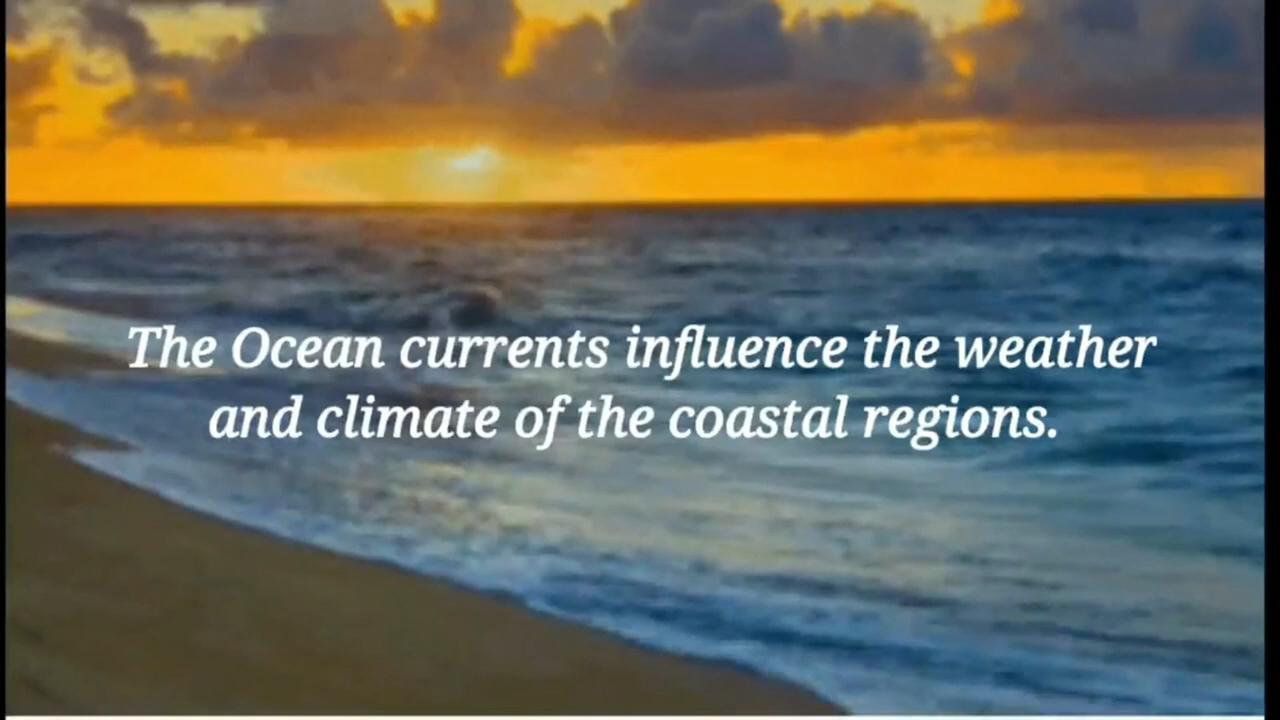 The Ocean currents influence the weather
and climate of the coastal regions.